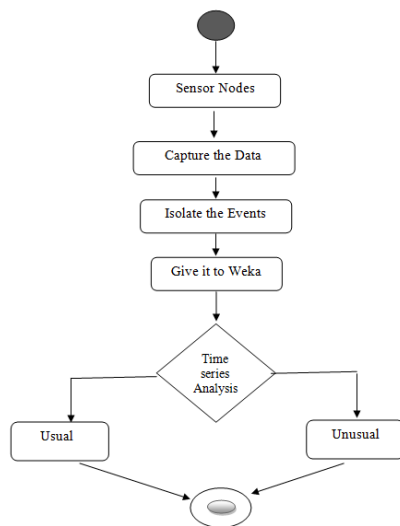 Sensor Nodes
Capture the Data
Isolate the Events
Give it to Weka
Time
series
Analysis
Usual
Unusual